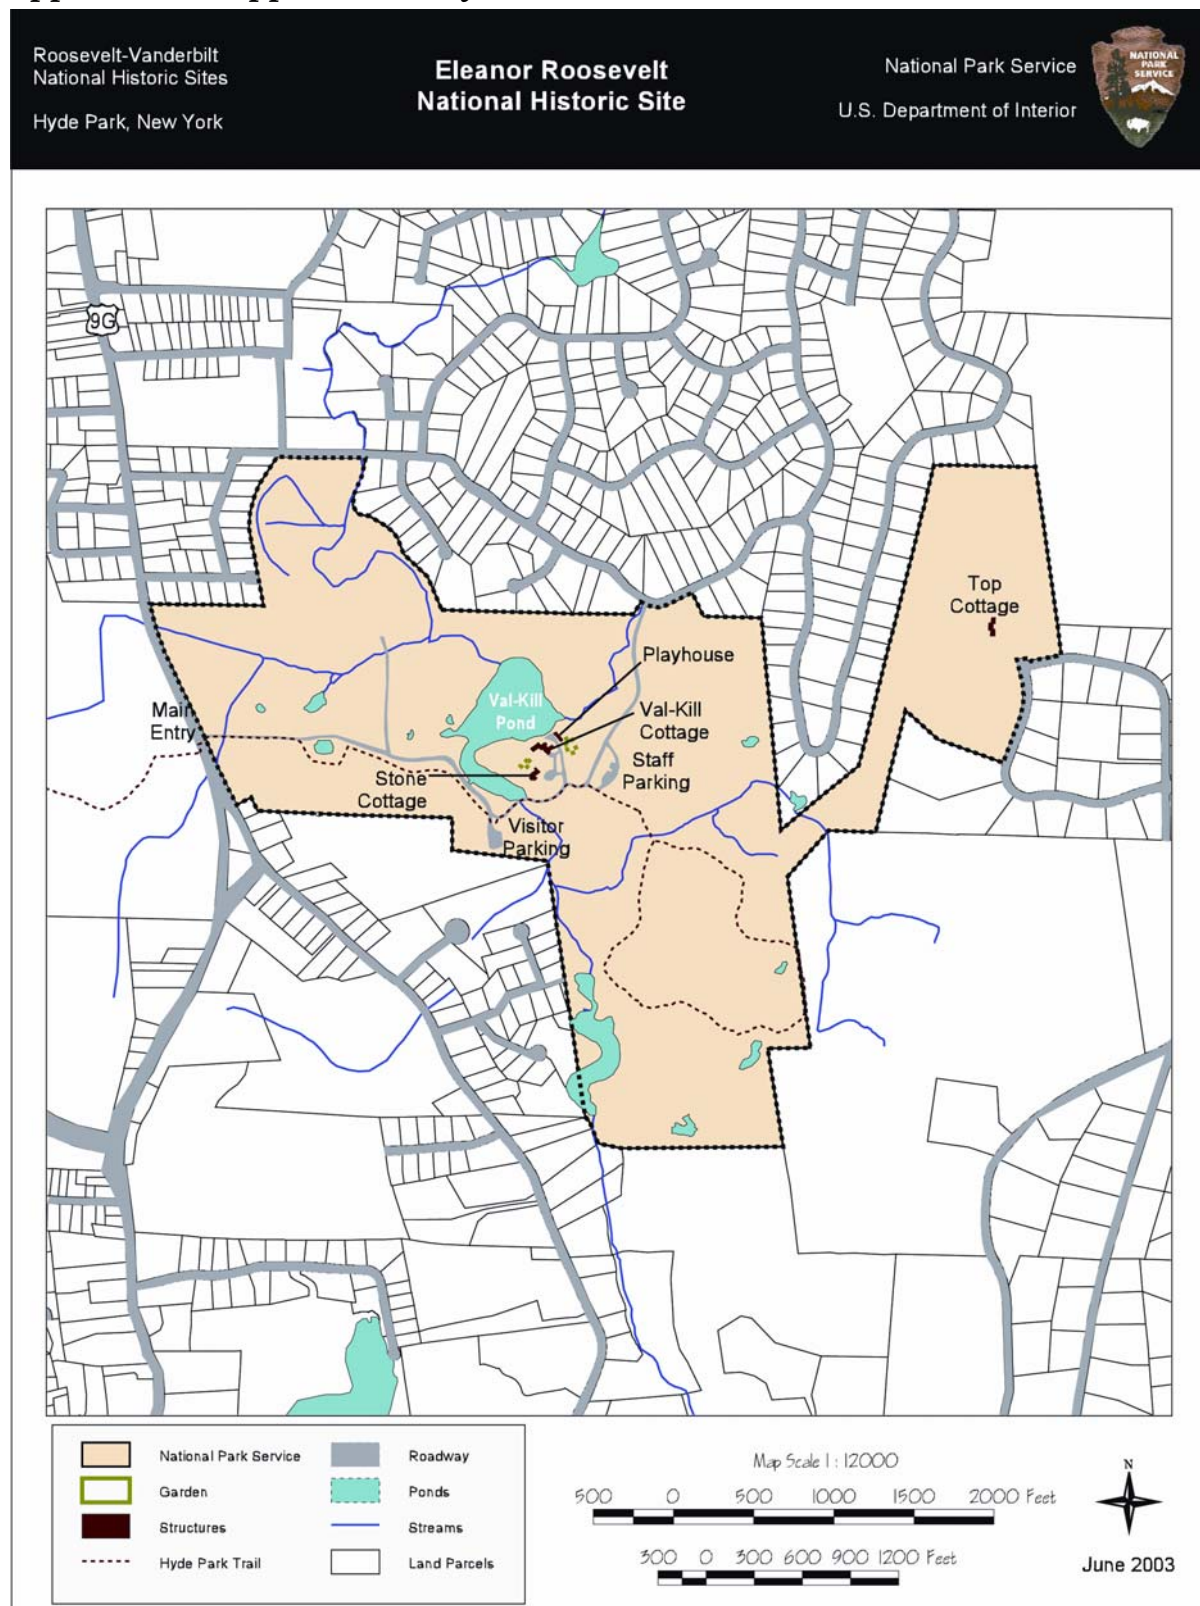 Roosevelt-Vanderbilt
National Historic Sites
Hyde Park, New York
Eleanor Roosevelt
National Historic Site
National Park Service
U.S. Department of Interior
NATIONAL
PARK
SERVICE
9G
Top
Cottage
Playhouse
Val-Kill
Pond
Val-Kill
Cottage
Main
Entry
Staff
Parking
Stone
Cottage
Visitor
Parking
National Park Service
Garden
Structures
Hyde Park Trail
Roadway
Ponds
Streams
Land Parcels
Map Scale 1 : 12000
500 0 500 1000 1500 2000 Feet
300 0 300 600 900 1200 Feet
N
June 2003